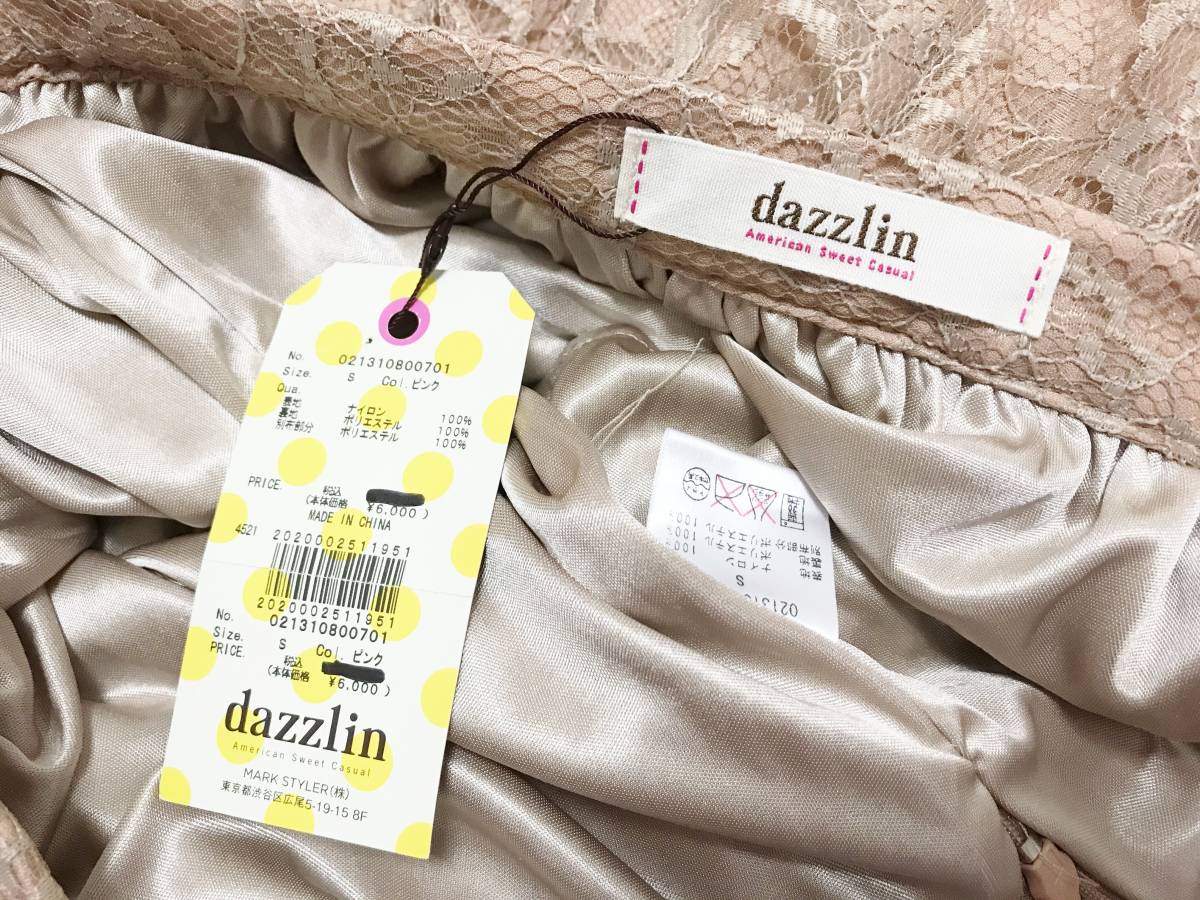 dazzlin
American Sweet Casual
No. 021310800701
Size. S Col. ピンク
Qua.
表地 ナイロン 100%
裏地 ポリエステル 100%
別布部分 ポリエステル 100%
PRICE. 税込
(本体価格 ¥6,000)
MADE IN CHINA
4521 2020002511951
2020002511951
No. 021310800701
Size. S Col. ピンク
PRICE. 税込
(本体価格 ¥6,000)
dazzlin
American Sweet Casual
MARK STYLER(株)
東京都渋谷区広尾5-19-15 8F
S